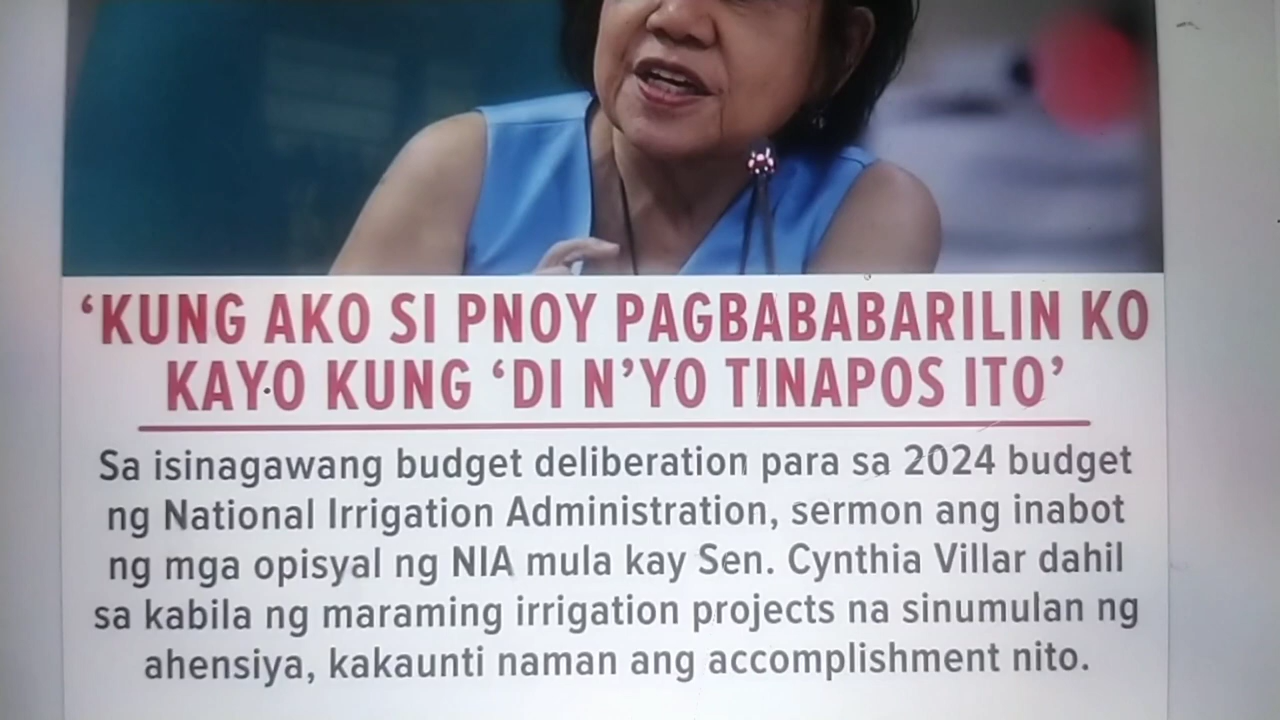 ‘KUNG AKO SI PNOY PAGBABABARILIN KO
KAYO KUNG ‘DI N’YO TINAPOS ITO’
Sa isinagawang budget deliberation para sa 2024 budget
ng National Irrigation Administration, sermon ang inabot
ng mga opisyal ng NIA mula kay Sen. Cynthia Villar dahil
sa kabila ng maraming irrigation projects na sinumulan ng
ahensiya, kakaunti naman ang accomplishment nito.